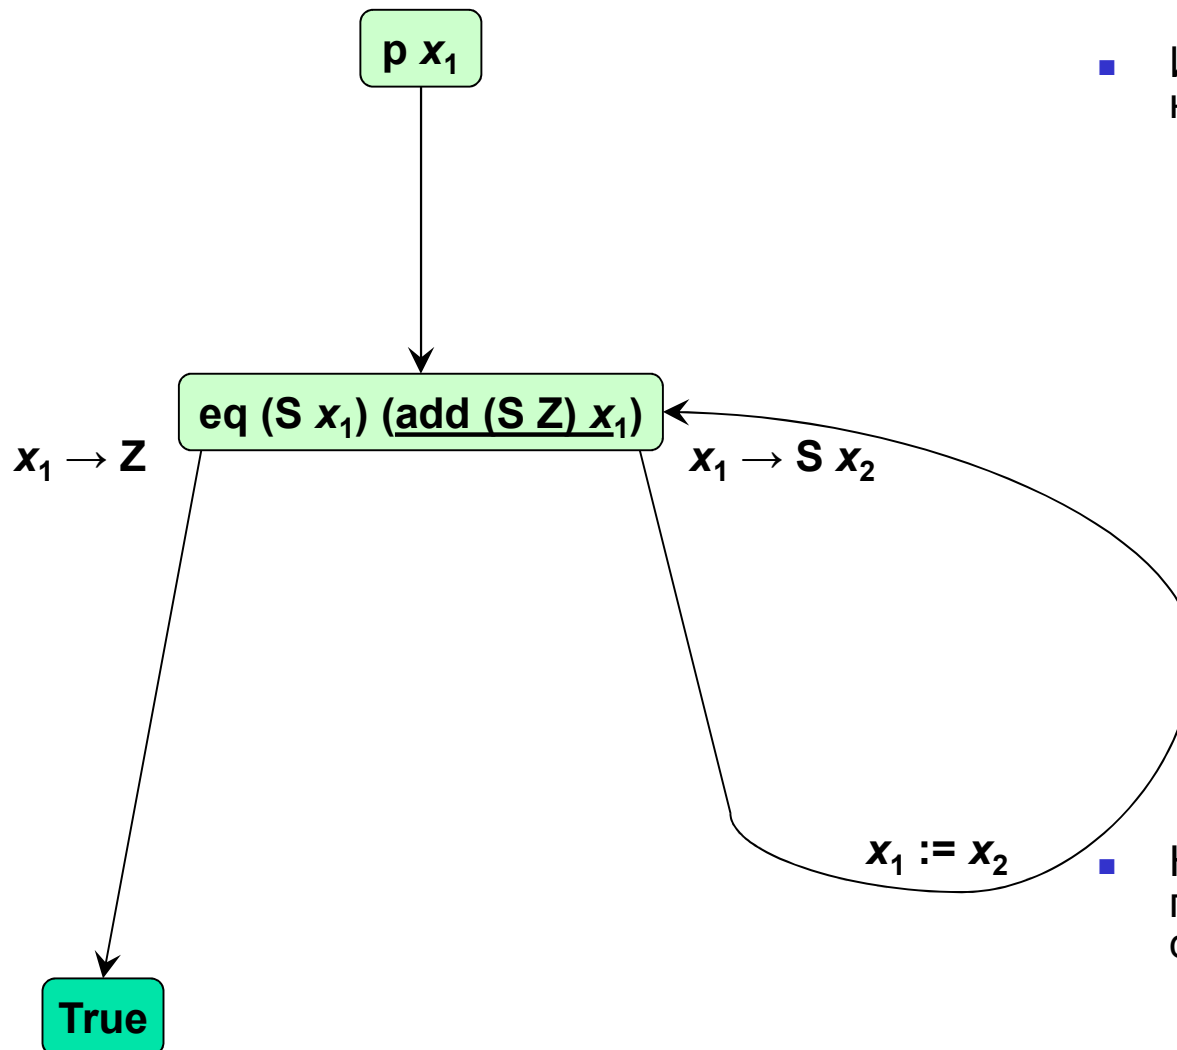 p x₁
eq (S x₁) (add (S Z) x₁)
x₁ → Z
x₁ → S x₂
x₁ := x₂
True